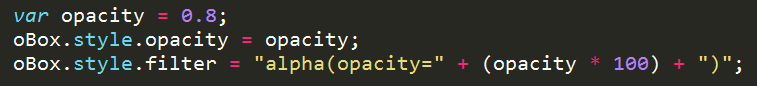 var opacity = 0.8;
oBox.style.opacity = opacity;
oBox.style.filter = "alpha(opacity=" + (opacity * 100) + ")";